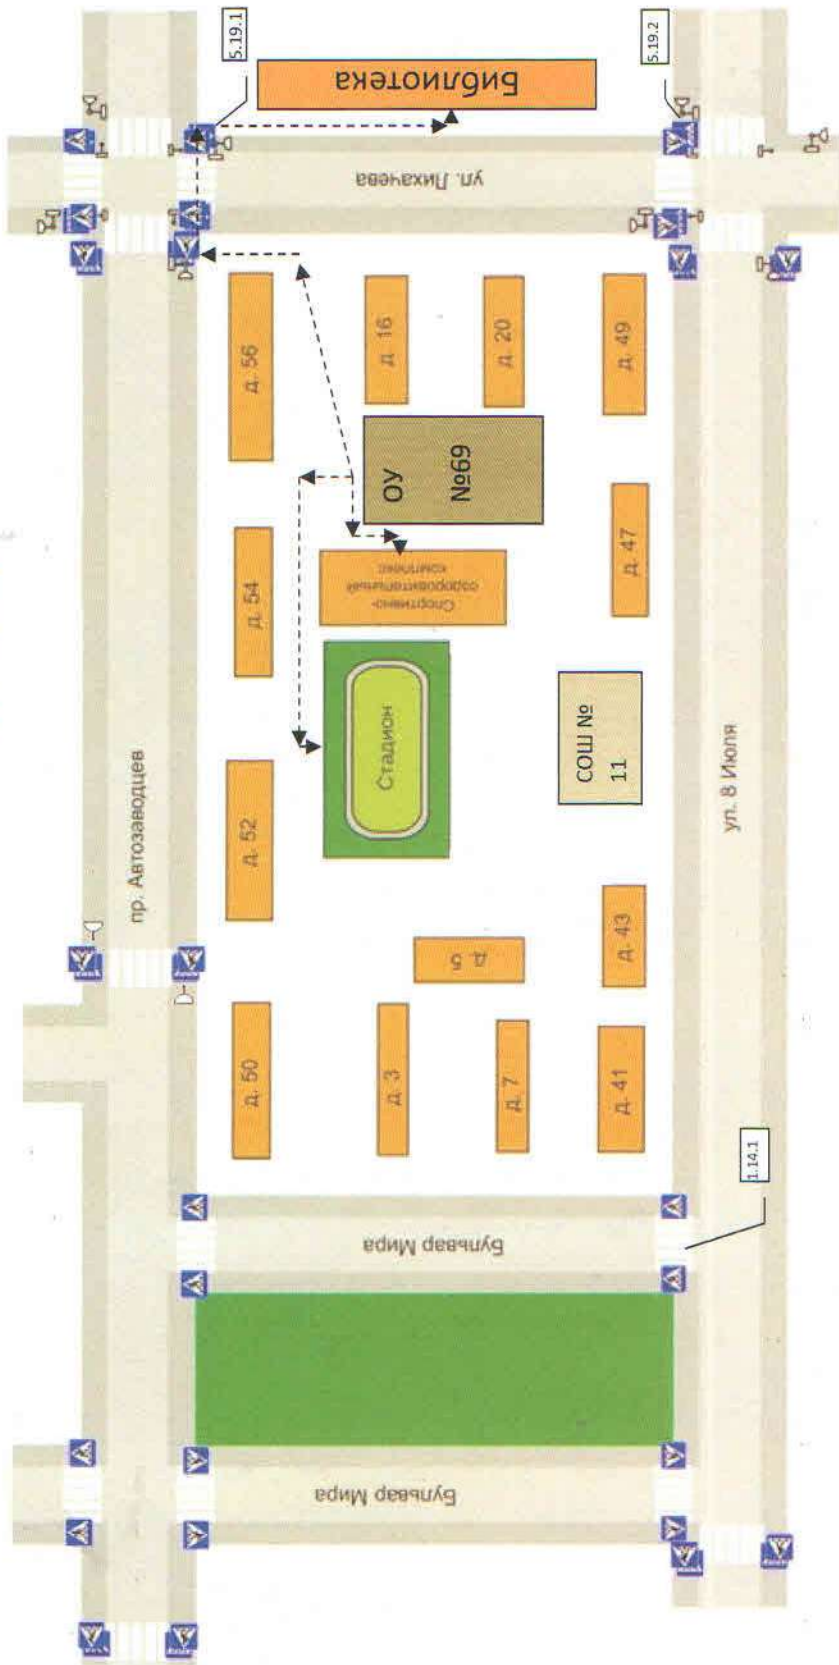 пр. Автозаводцев
5.19.1
Библиотека
5.19.2
ул. Лихачева
д. 50
д. 52
д. 54
д. 56
д. 3
д. 5
д. 7
Стадион
Спортивно-
оздоровительный
комплекс
ОУ
№69
д. 16
д. 20
д. 41
д. 43
СОШ №
11
д. 47
д. 49
Бульвар Мира
Бульвар Мира
1.14.1
ул. 8 Июля